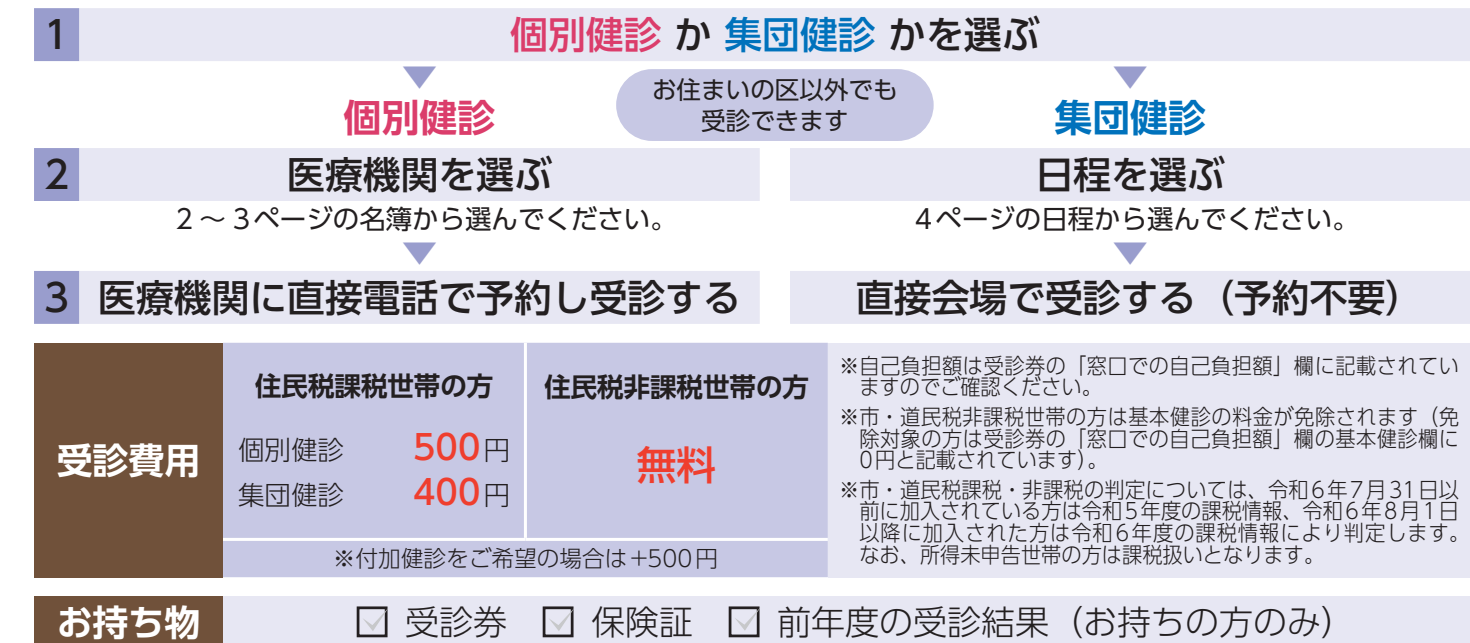 1 個別健診 か 集団健診 かを選ぶ
個別健診
お住まいの区以外でも
受診できます
集団健診
2 医療機関を選ぶ
2～3ページの名簿から選んでください。
日程を選ぶ
4ページの日程から選んでください。
3 医療機関に直接電話で予約し受診する
直接会場で受診する（予約不要）
受診費用
住民税課税世帯の方
個別健診 500円
集団健診 400円
住民税非課税世帯の方
無料
※付加健診をご希望の場合は＋500円
※自己負担額は受診券の「窓口での自己負担額」欄に記載されてい
ますのでご確認ください。
※市・道民税非課税世帯の方は基本健診の料金が免除されます（免
除対象の方は受診券の「窓口での自己負担額」欄の基本健診欄に
0円と記載されています）。
※市・道民税課税・非課税の判定については、令和6年7月31日以
前に加入されている方は令和5年度の課税情報、令和6年8月1日
以降に加入された方は令和6年度の課税情報により判定します。
なお、所得未申告世帯の方は課税扱いとなります。
お持ち物
☑ 受診券 ☑ 保険証 ☑ 前年度の受診結果（お持ちの方のみ）